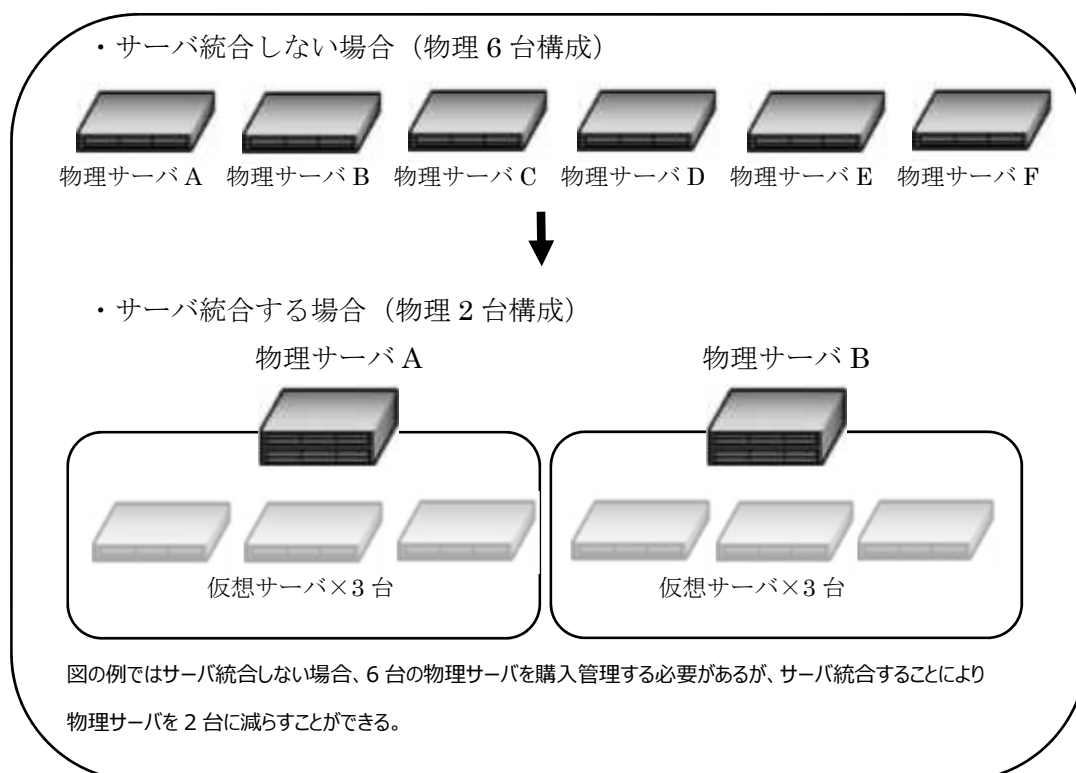 ・サーバ統合しない場合（物理 6 台構成）
物理サーバ A 物理サーバ B 物理サーバ C 物理サーバ D 物理サーバ E 物理サーバ F
・サーバ統合する場合（物理 2 台構成）
物理サーバ A 物理サーバ B
仮想サーバ×3 台 仮想サーバ×3 台
図の例ではサーバ統合しない場合、6 台の物理サーバを購入管理する必要があるが、サーバ統合することにより
物理サーバを 2 台に減らすことができる。